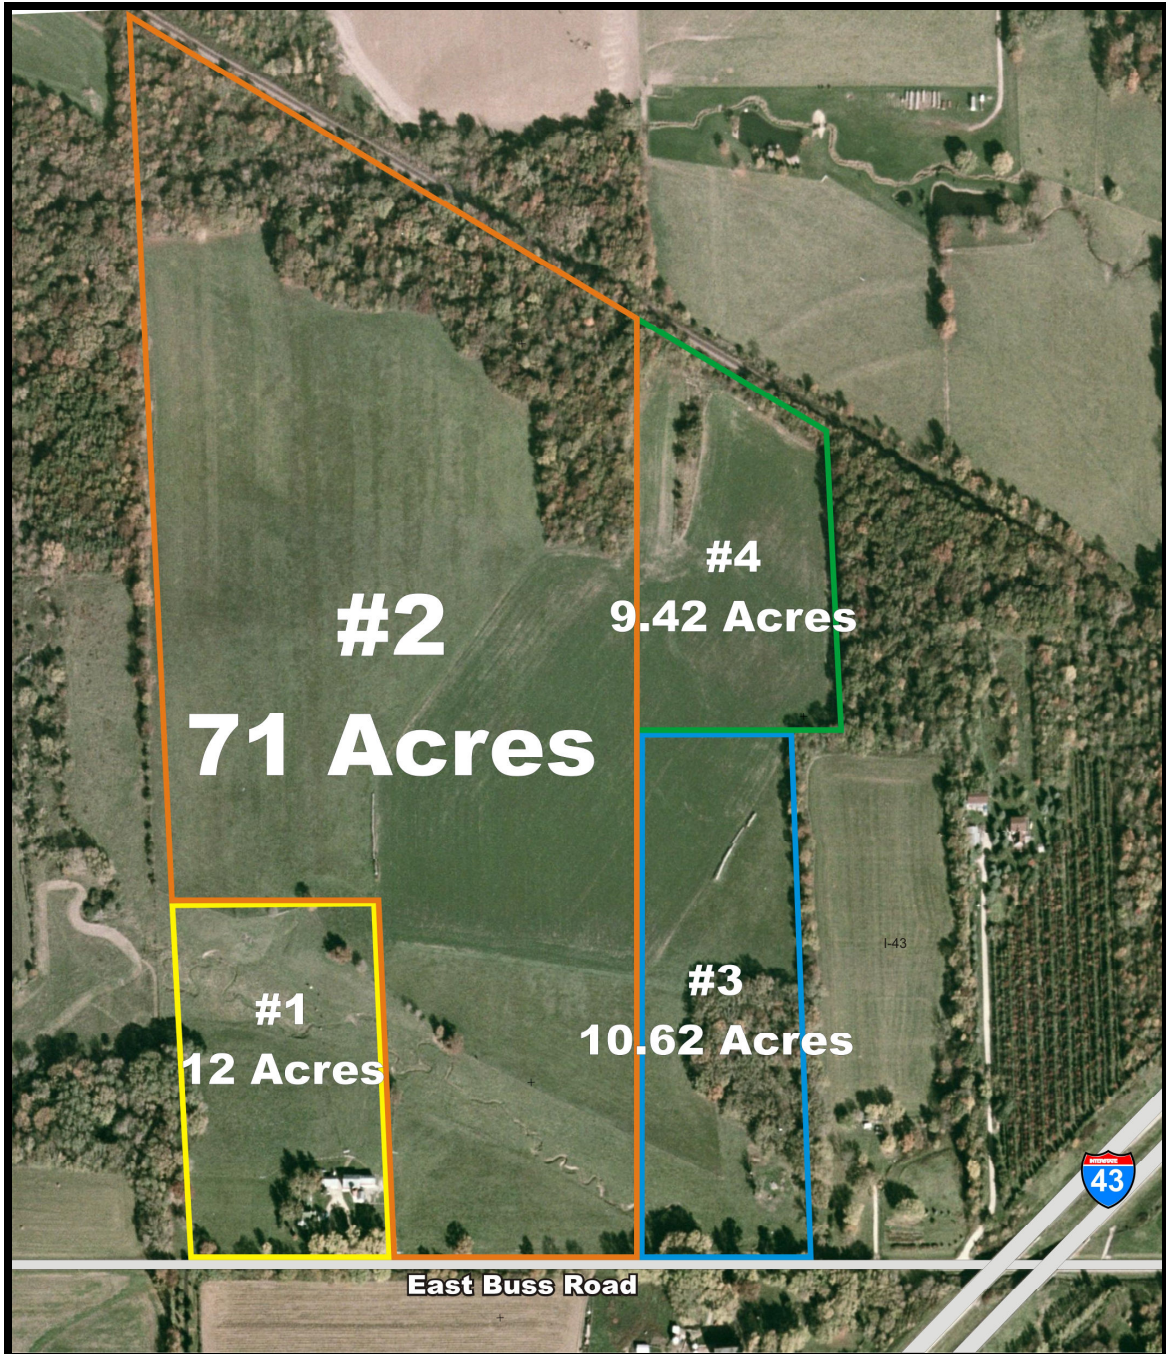 #4
9.42 Acres
#2
71 Acres
I-43
#3
10.62 Acres
#1
12 Acres
INTERSTATE
43
East Buss Road